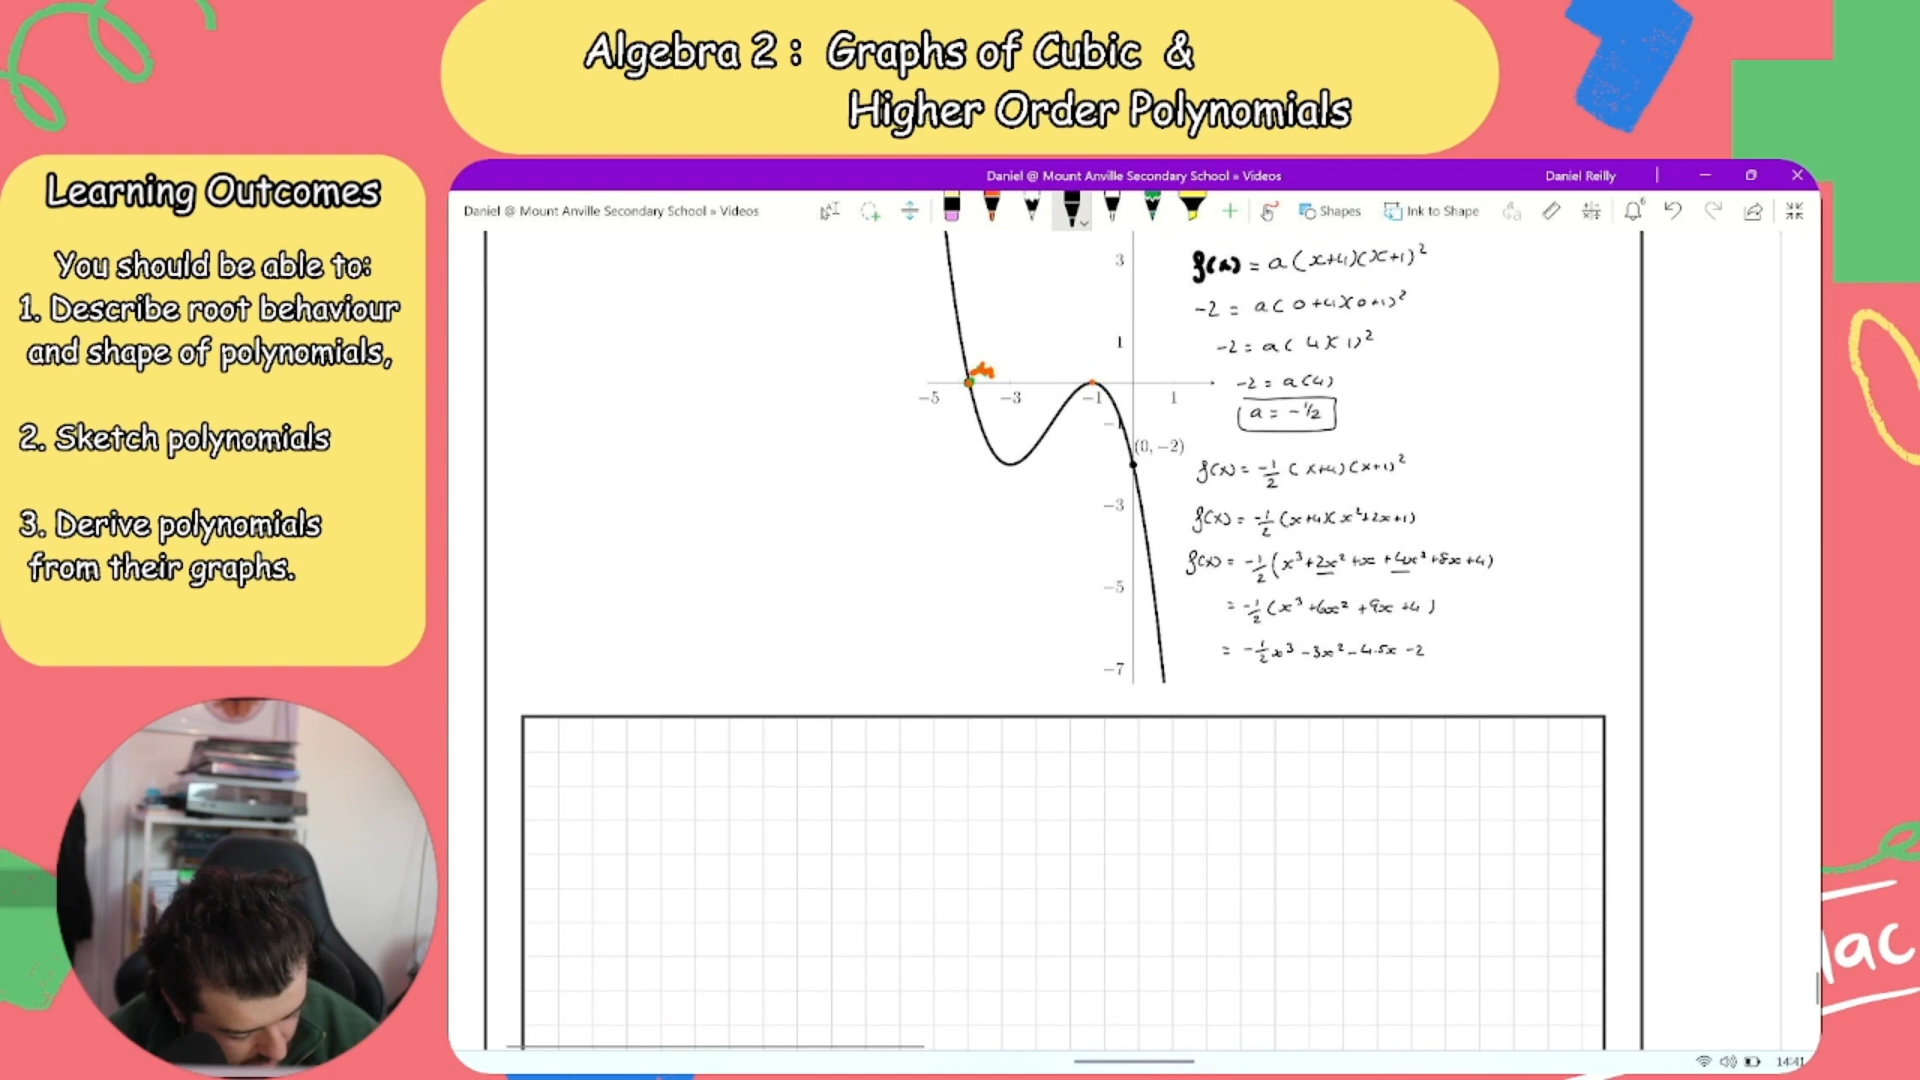 Algebra 2 : Graphs of Cubic &
Higher Order Polynomials
Learning Outcomes
You should be able to:
1. Describe root behaviour
and shape of polynomials,
2. Sketch polynomials
3. Derive polynomials
from their graphs.
Daniel @ Mount Anville Secondary School » Videos
Daniel Reilly
Daniel @ Mount Anville Secondary School » Videos
Shapes
Ink to Shape
6
3
1
−5
−3
−1
1
−1
(0, −2)
−3
−5
−7
f(x) = a(x+4)(x+1)²
-2 = a(0+4)(0+1)²
-2 = a(4)(1)²
-2 = a(4)
a = -1/2
f(x) = -1/2 (x+4)(x+1)²
f(x) = -1/2 (x+4)(x²+2x+1)
f(x) = -1/2 (x³+2x²+x+4x²+8x+4)
= -1/2 (x³+6x²+9x+4)
= -1/2x³-3x²-4.5x-2
14:41